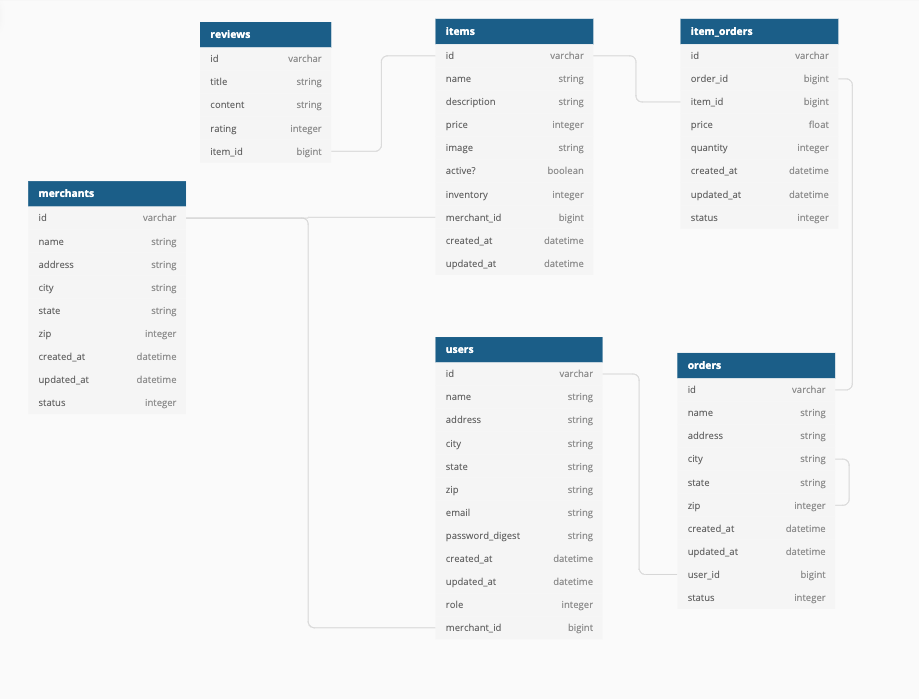 reviews
id varchar
title string
content string
rating integer
item_id bigint
merchants
id varchar
name string
address string
city string
state string
zip integer
created_at datetime
updated_at datetime
status integer
items
id varchar
name string
description string
price integer
image string
active? boolean
inventory integer
merchant_id bigint
created_at datetime
updated_at datetime
item_orders
id varchar
order_id bigint
item_id bigint
price float
quantity integer
created_at datetime
updated_at datetime
status integer
users
id varchar
name string
address string
city string
state string
zip string
email string
password_digest string
created_at datetime
updated_at datetime
role integer
merchant_id bigint
orders
id varchar
name string
address string
city string
state string
zip integer
created_at datetime
updated_at datetime
user_id bigint
status integer